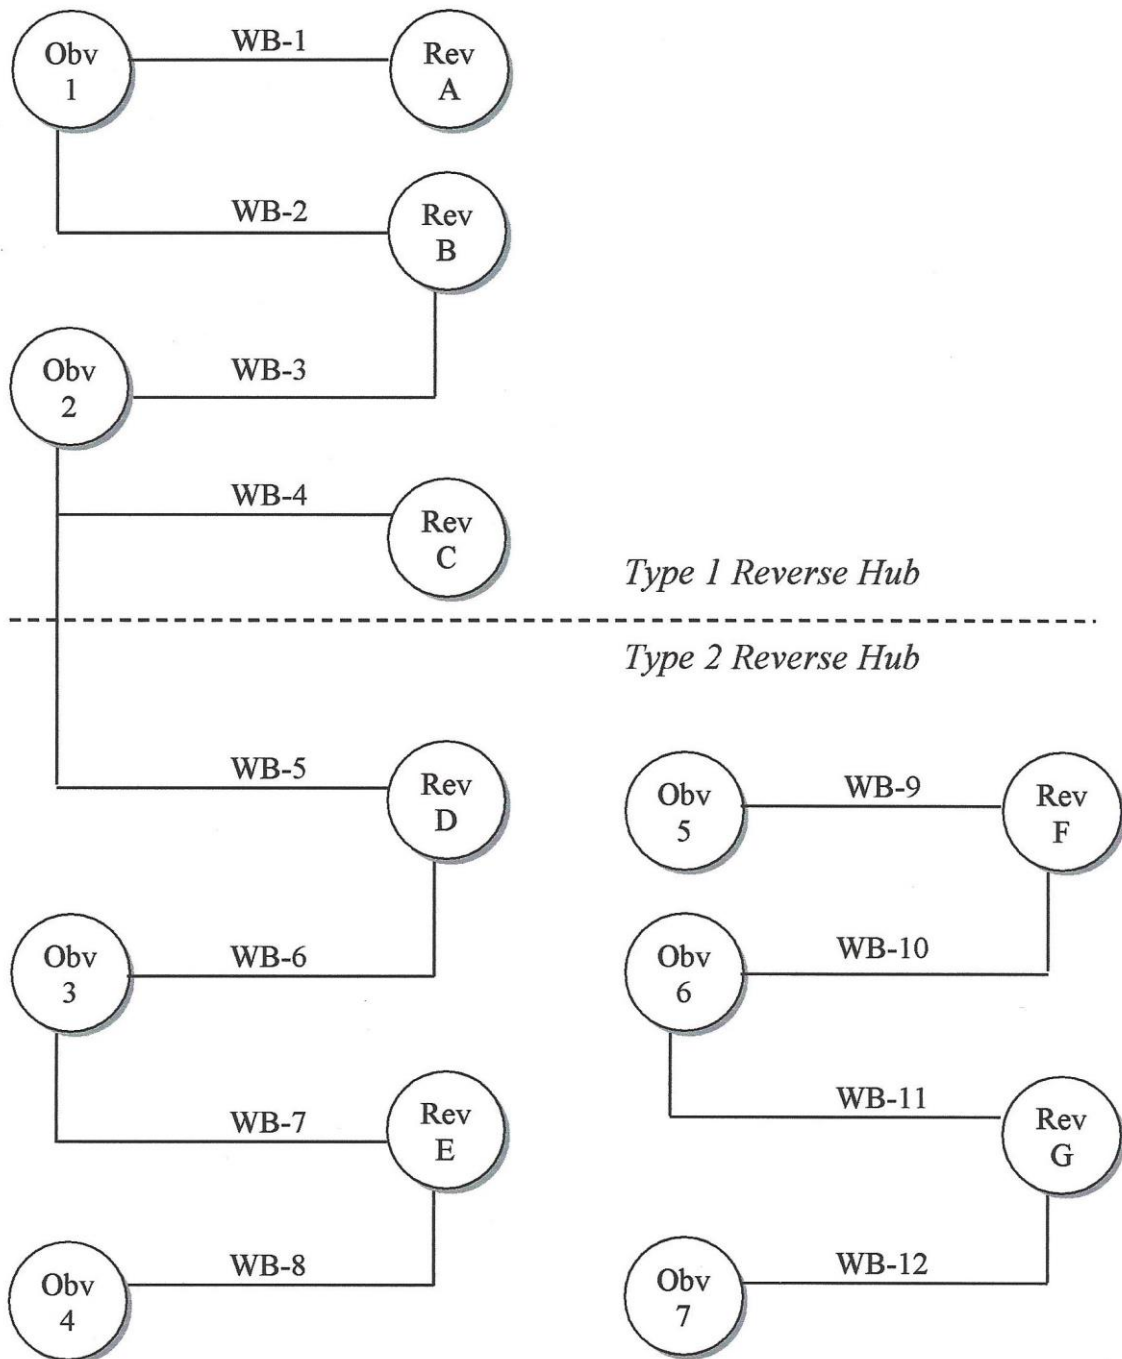 Obv
1
WB-1
Rev
A
WB-2
Rev
B
Obv
2
WB-3
WB-4
Rev
C
Type 1 Reverse Hub
Type 2 Reverse Hub
WB-5
Rev
D
Obv
3
WB-6
WB-7
Rev
E
Obv
4
WB-8
Obv
5
WB-9
Rev
F
Obv
6
WB-10
WB-11
Rev
G
Obv
7
WB-12